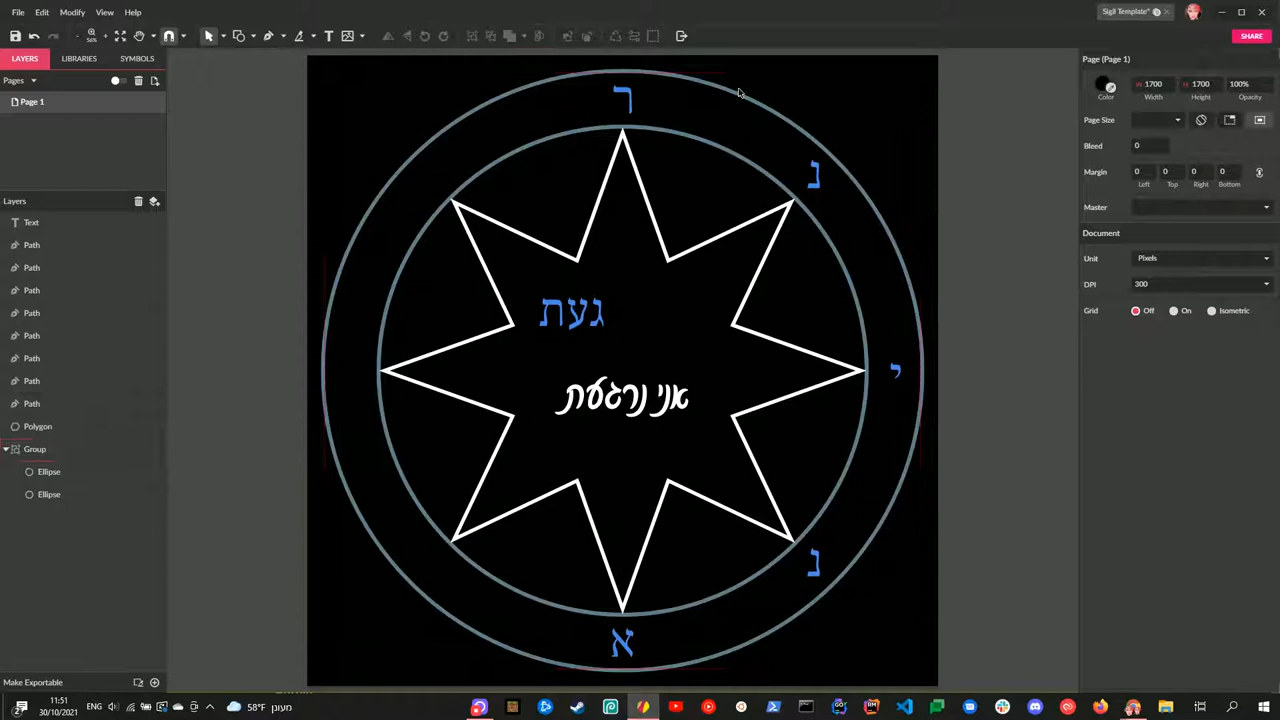 File Edit Modify View Help Sigil Template*
56% T SHARE
LAYERS LIBRARIES SYMBOLS Page (Page 1)
Pages
W 1700 H 1700 100%
Color Width Height Opacity
Page 1
Page Size
Bleed 0
Margin 0 0 0 0
Left Top Right Bottom
Layers
Master
Text
Document
Path
Unit Pixels
Path
DPI 300
Path
Grid Off On Isometric
Path
Path
Path
Path
Path
Polygon
Group
Ellipse
Ellipse
ר
נ
געת
י
אני נרגעת
נ
א
Make Exportable
11:51
30/10/2021
ENG
58°F מעונן